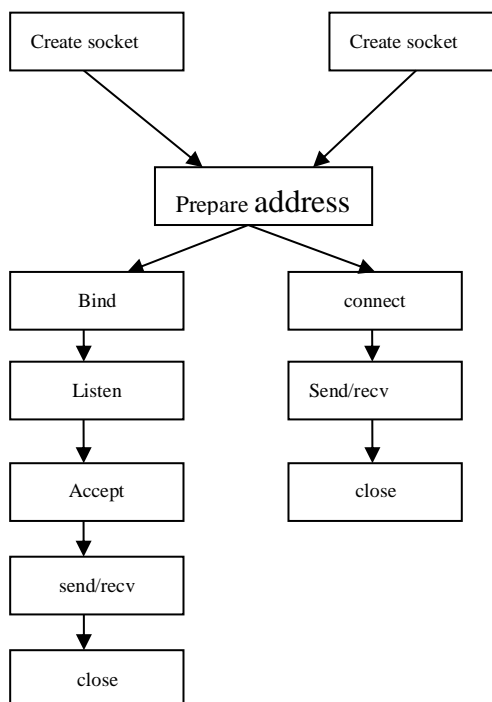 Create socket
Create socket
Prepare address
Bind
connect
Listen
Send/recv
Accept
close
send/recv
close